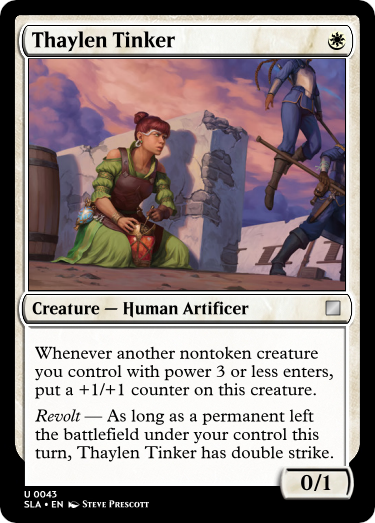 Thaylen Tinker
Creature — Human Artificer
Whenever another nontoken creature
you control with power 3 or less enters,
put a +1/+1 counter on this creature.
Revolt — As long as a permanent left
the battlefield under your control this
turn, Thaylen Tinker has double strike.
0/1
U 0043
SLA • EN Steve Prescott